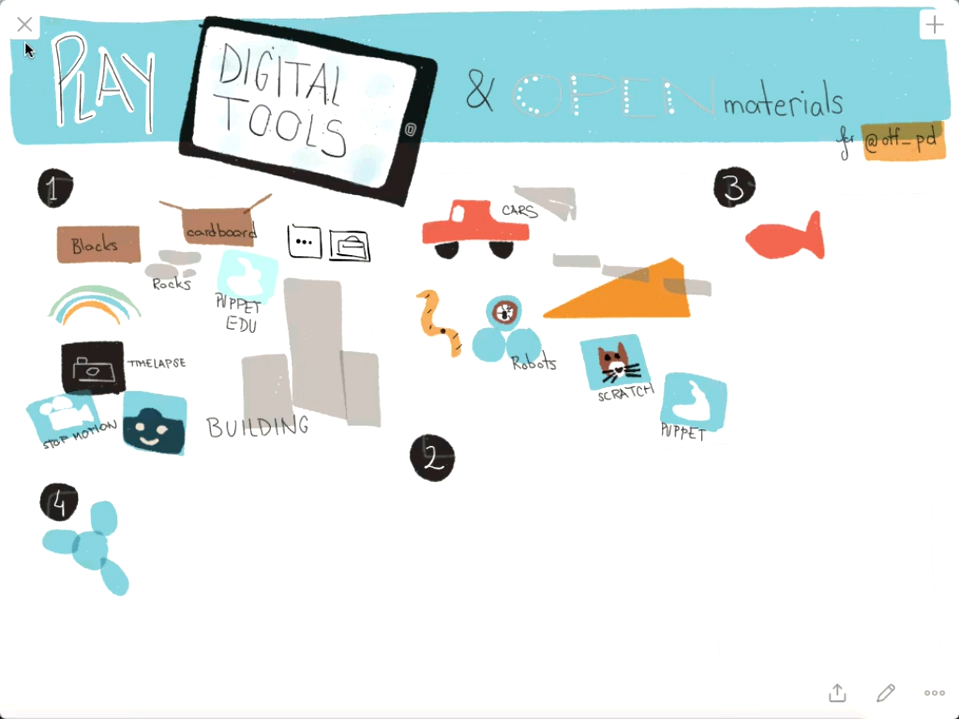 PLAY
DIGITAL
TOOLS
& OPEN materials
for @off_pd
1
Blocks
cardboard
Rocks
PUPPET
EDU
TIMELAPSE
STOP MOTION
BUILDING
CARS
Robots
SCRATCH
PUPPET
2
3
4